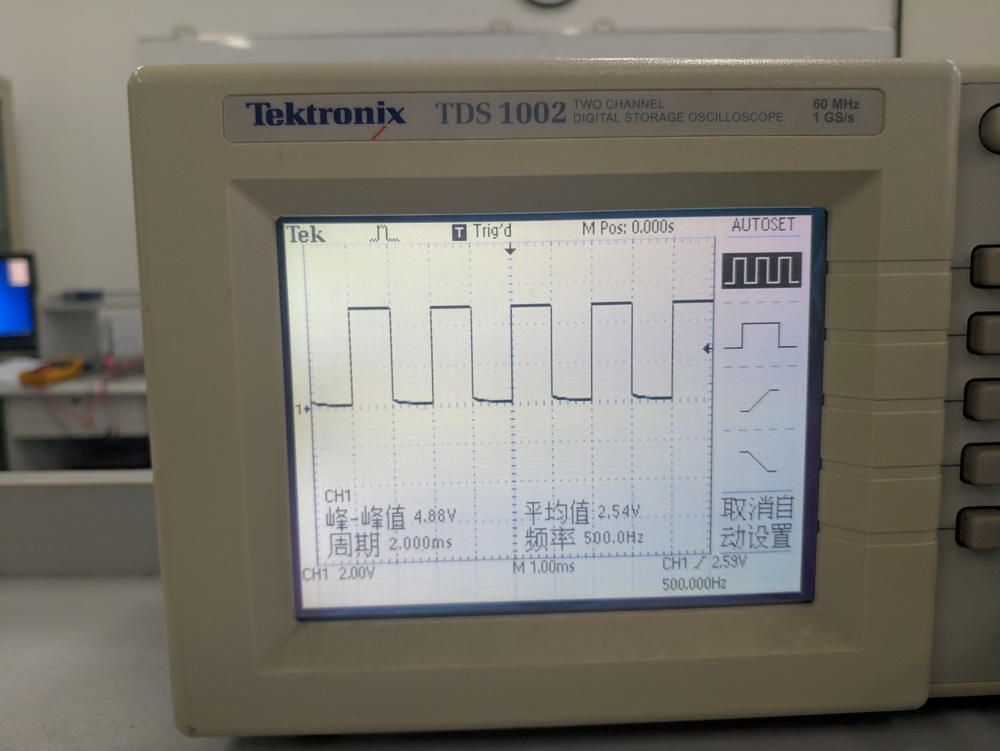 Tektronix TDS 1002 TWO CHANNEL DIGITAL STORAGE OSCILLOSCOPE 60 MHz 1 GS/s
Tek T Trig'd M Pos: 0.000s AUTOSET
1
CH1
峰-峰值 4.88V 平均值 2.54V
周期 2.000ms 频率 500.0Hz
取消自
动设置
CH1 2.00V M 1.00ms CH1 2.59V
500.000Hz